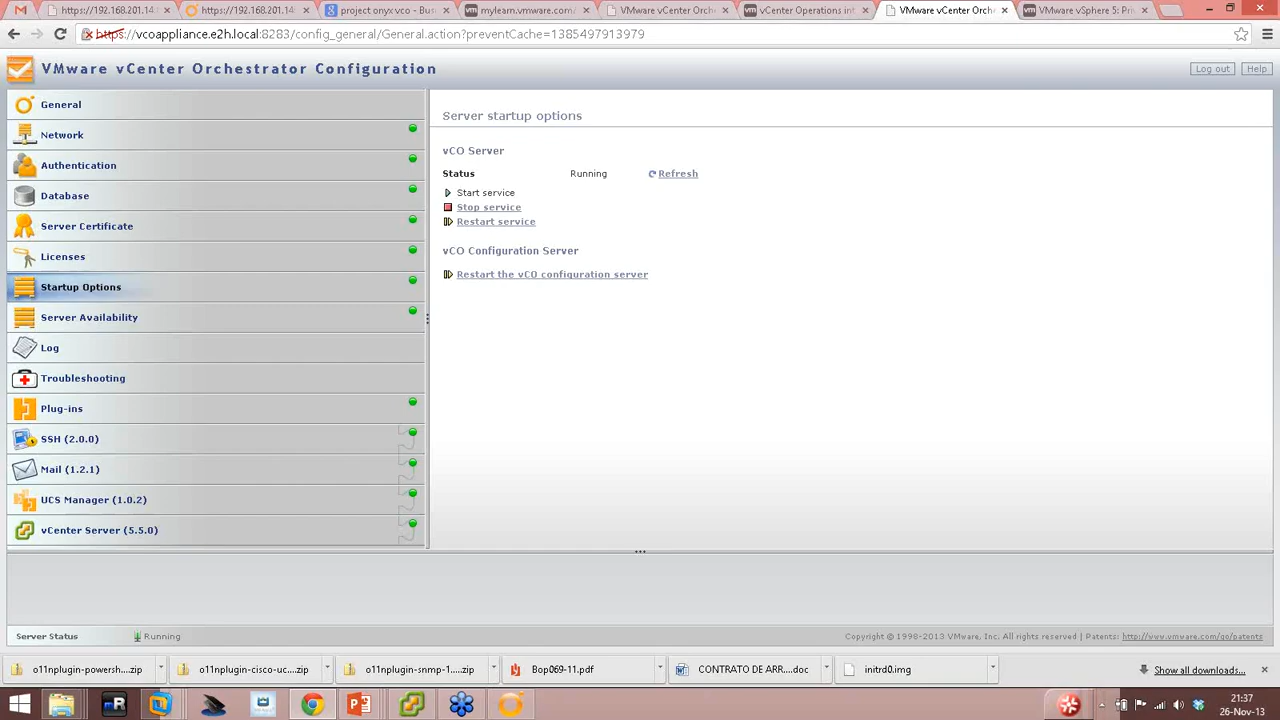 https://192.168.201.14:
https://192.168.201.14:
project onyx vco - Bu
mylearn.vmware.com/
VMware vCenter Orche
vCenter Operations in
VMware vCenter Orche
VMware vSphere 5: Pri
https://vcoappliance.e2h.local:8283/config_general/General.action?preventCache=1385497913979
VMware vCenter Orchestrator Configuration
Log out
Help
General
Network
Authentication
Database
Server Certificate
Licenses
Startup Options
Server Availability
Log
Troubleshooting
Plug-ins
SSH (2.0.0)
Mail (1.2.1)
UCS Manager (1.0.2)
vCenter Server (5.5.0)
Server startup options
vCO Server
Status Running Refresh
Start service
Stop service
Restart service
vCO Configuration Server
Restart the vCO configuration server
Server Status Running
Copyright © 1998-2013 VMware, Inc. All rights reserved | Patents: http://www.vmware.com/go/patents
o11nplugin-powersh....zip
o11nplugin-cisco-uc....zip
o11nplugin-snmp-1....zip
Bop069-11.pdf
CONTRATO DE ARR....doc
initrd0.img
Show all downloads...
21:37
26-Nov-13